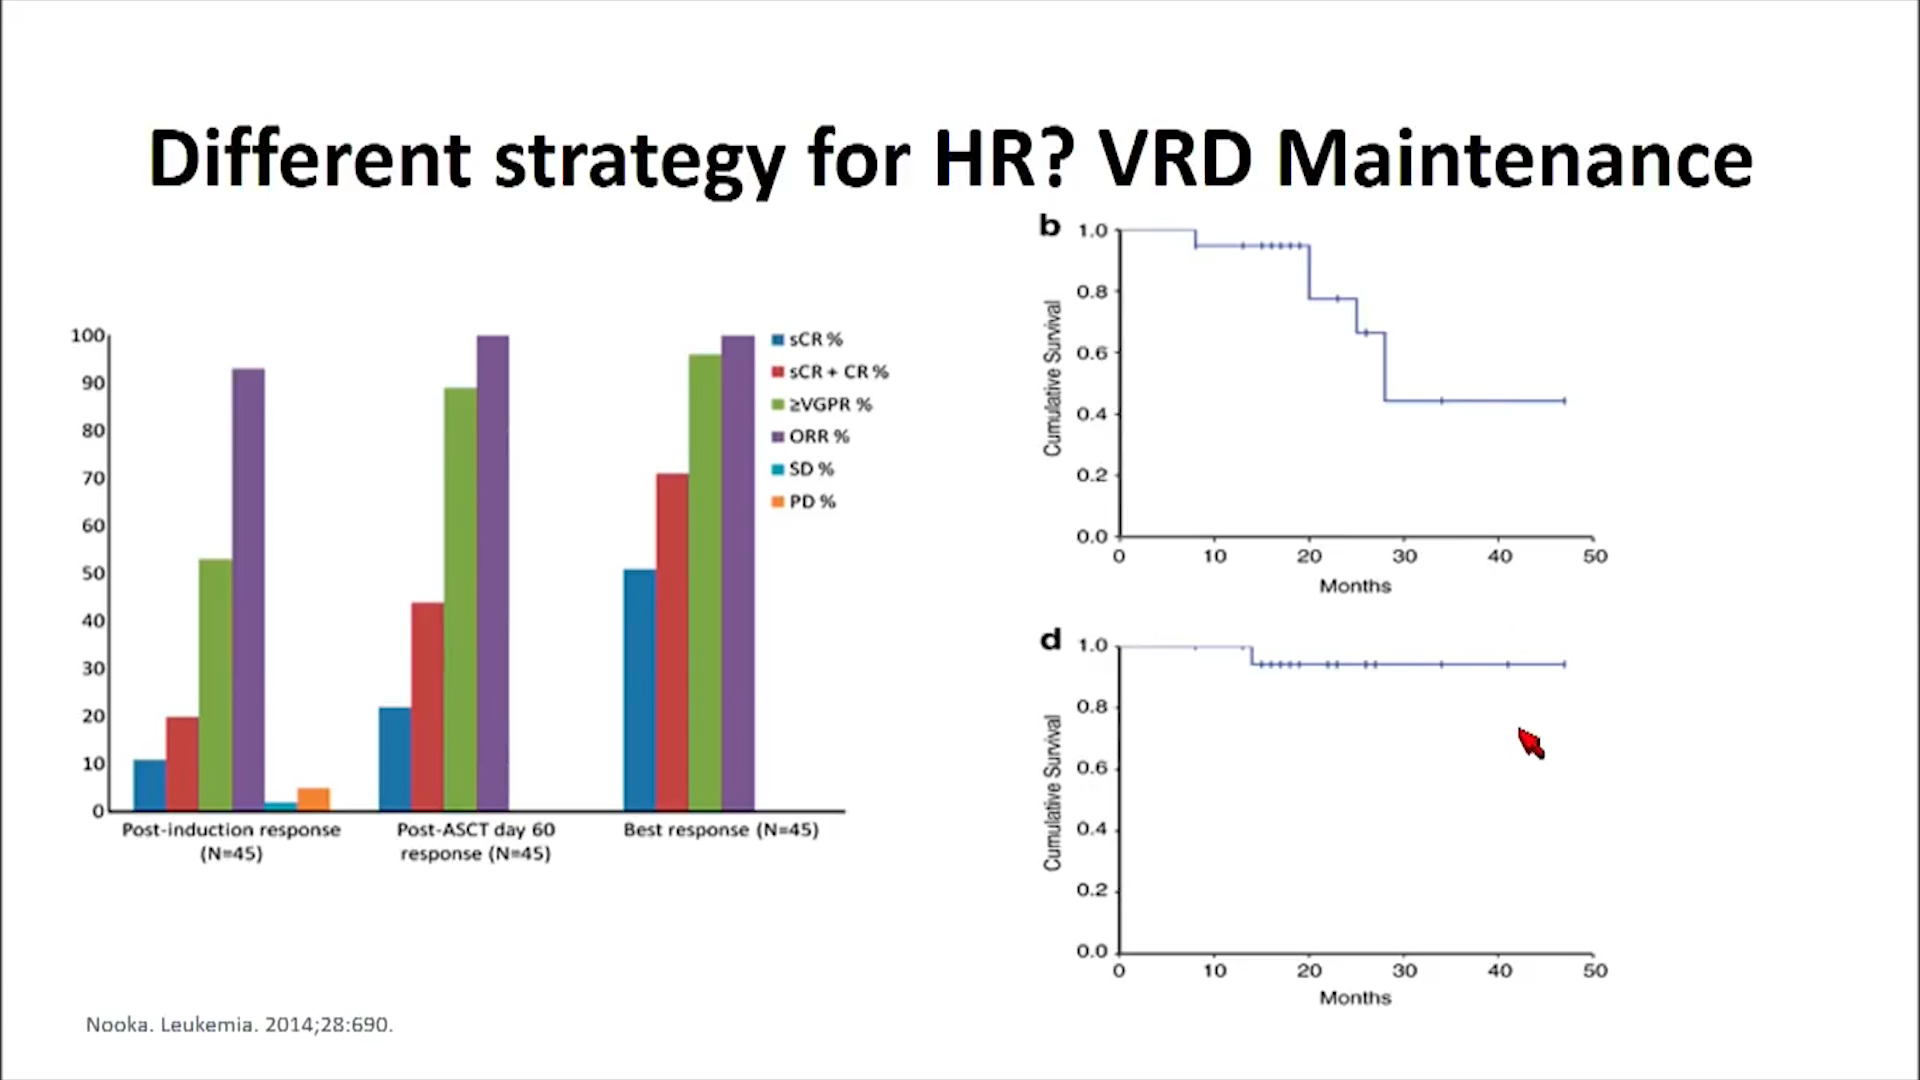 Different strategy for HR? VRD Maintenance
100
90
80
70
60
50
40
30
20
10
0
sCR %
sCR + CR %
≥VGPR %
ORR %
SD %
PD %
Post-induction response
(N=45)
Post-ASCT day 60
response (N=45)
Best response (N=45)
b
Cumulative Survival
1.0
0.8
0.6
0.4
0.2
0.0
0 10 20 30 40 50
Months
d
Cumulative Survival
1.0
0.8
0.6
0.4
0.2
0.0
0 10 20 30 40 50
Months
Nooka. Leukemia. 2014;28:690.